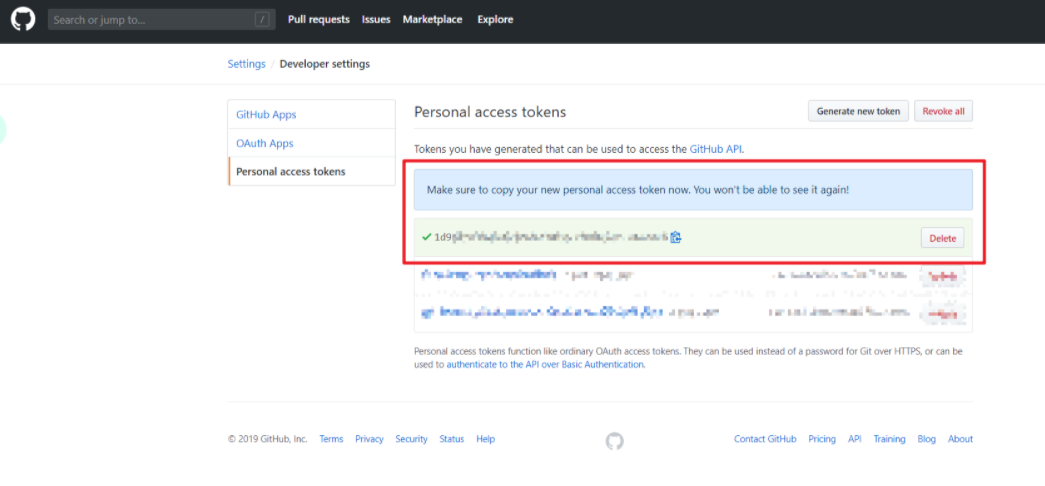 Search or jump to... /
Pull requests Issues Marketplace Explore
Settings / Developer settings
GitHub Apps
OAuth Apps
Personal access tokens
Personal access tokens
Generate new token
Revoke all
Tokens you have generated that can be used to access the GitHub API.
Make sure to copy your new personal access token now. You won't be able to see it again!
1d9
Delete
Personal access tokens function like ordinary OAuth access tokens. They can be used instead of a password for Git over HTTPS, or can be
used to authenticate to the API over Basic Authentication.
© 2019 GitHub, Inc. Terms Privacy Security Status Help
Contact GitHub Pricing API Training Blog About